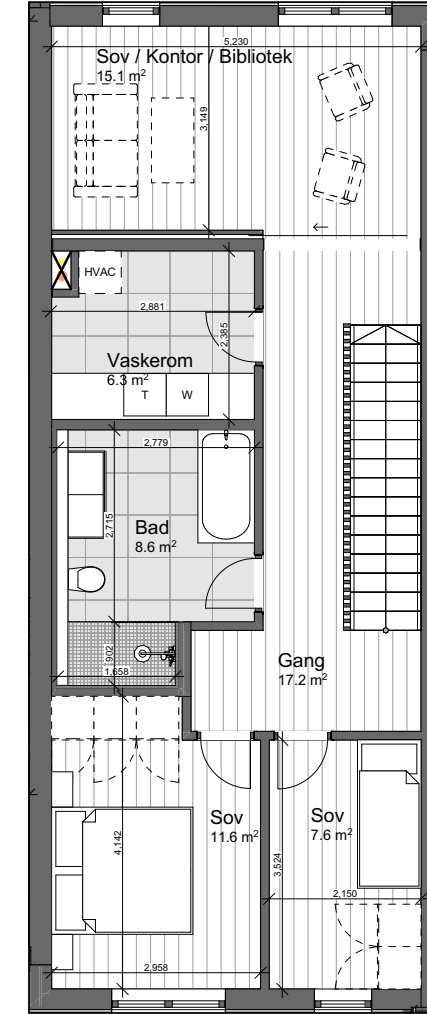 5,230
Sov / Kontor / Bibliotek
15.1 m²
3,149
HVAC
2,881
2,385
Vaskerom
6.3 m²
T
W
2,779
2,715
Bad
8.6 m²
,902
1,658
Gang
17.2 m²
Sov
11.6 m²
Sov
7.6 m²
4,142
3,524
2,150
2,958